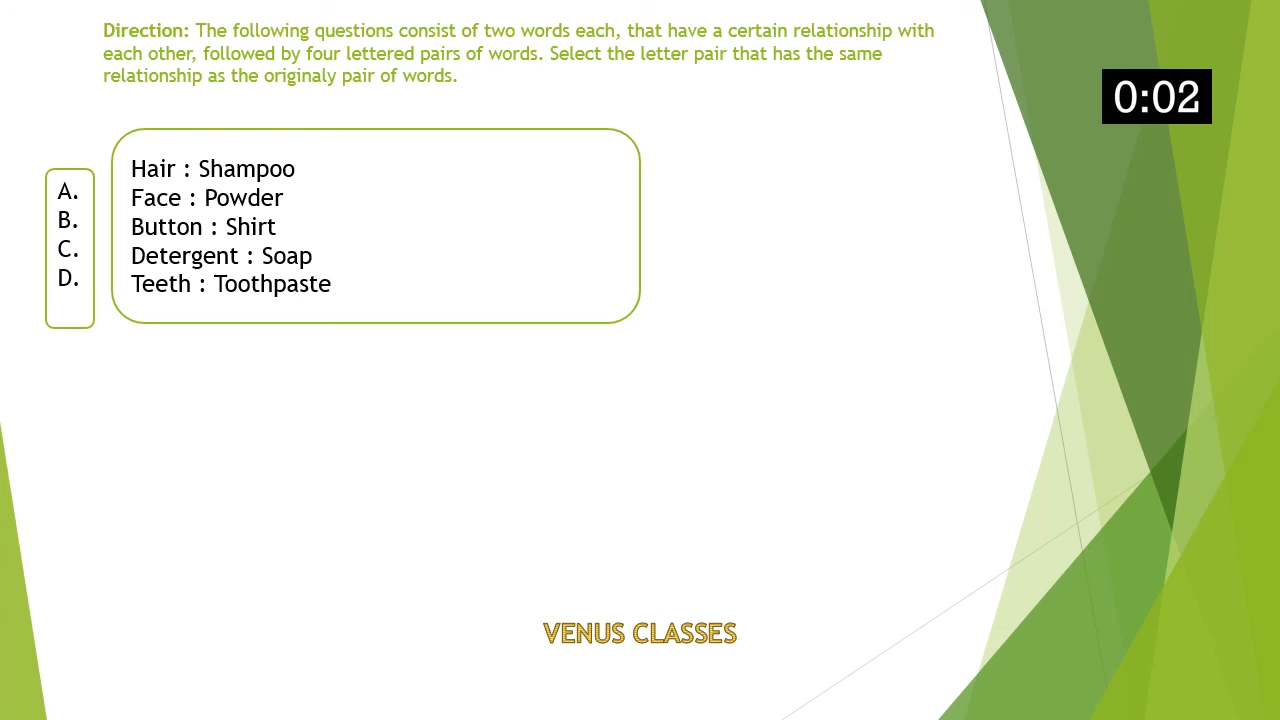 Direction: The following questions consist of two words each, that have a certain relationship with
each other, followed by four lettered pairs of words. Select the letter pair that has the same
relationship as the originaly pair of words.
0:02
Hair : Shampoo
A. Face : Powder
B. Button : Shirt
C. Detergent : Soap
D. Teeth : Toothpaste
VENUS CLASSES